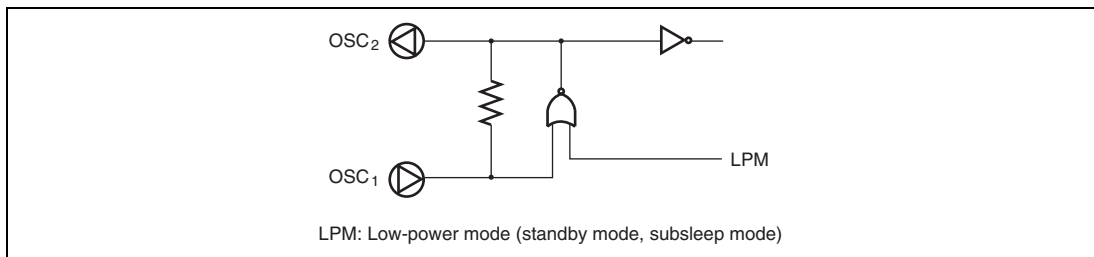 OSC2
OSC1
LPM
LPM: Low-power mode (standby mode, subsleep mode)